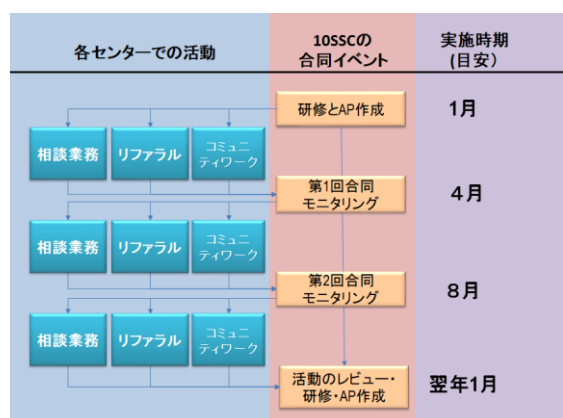 各センターでの活動
10SSCの
合同イベント
実施時期
(目安）
研修とAP作成
1月
相談業務
リファラル
コミュニ
ティワーク
第1回合同
モニタリング
４月
相談業務
リファラル
コミュニ
ティワーク
第2回合同
モニタリング
８月
相談業務
リファラル
コミュニ
ティワーク
活動のレビュー・
研修・AP作成
翌年1月